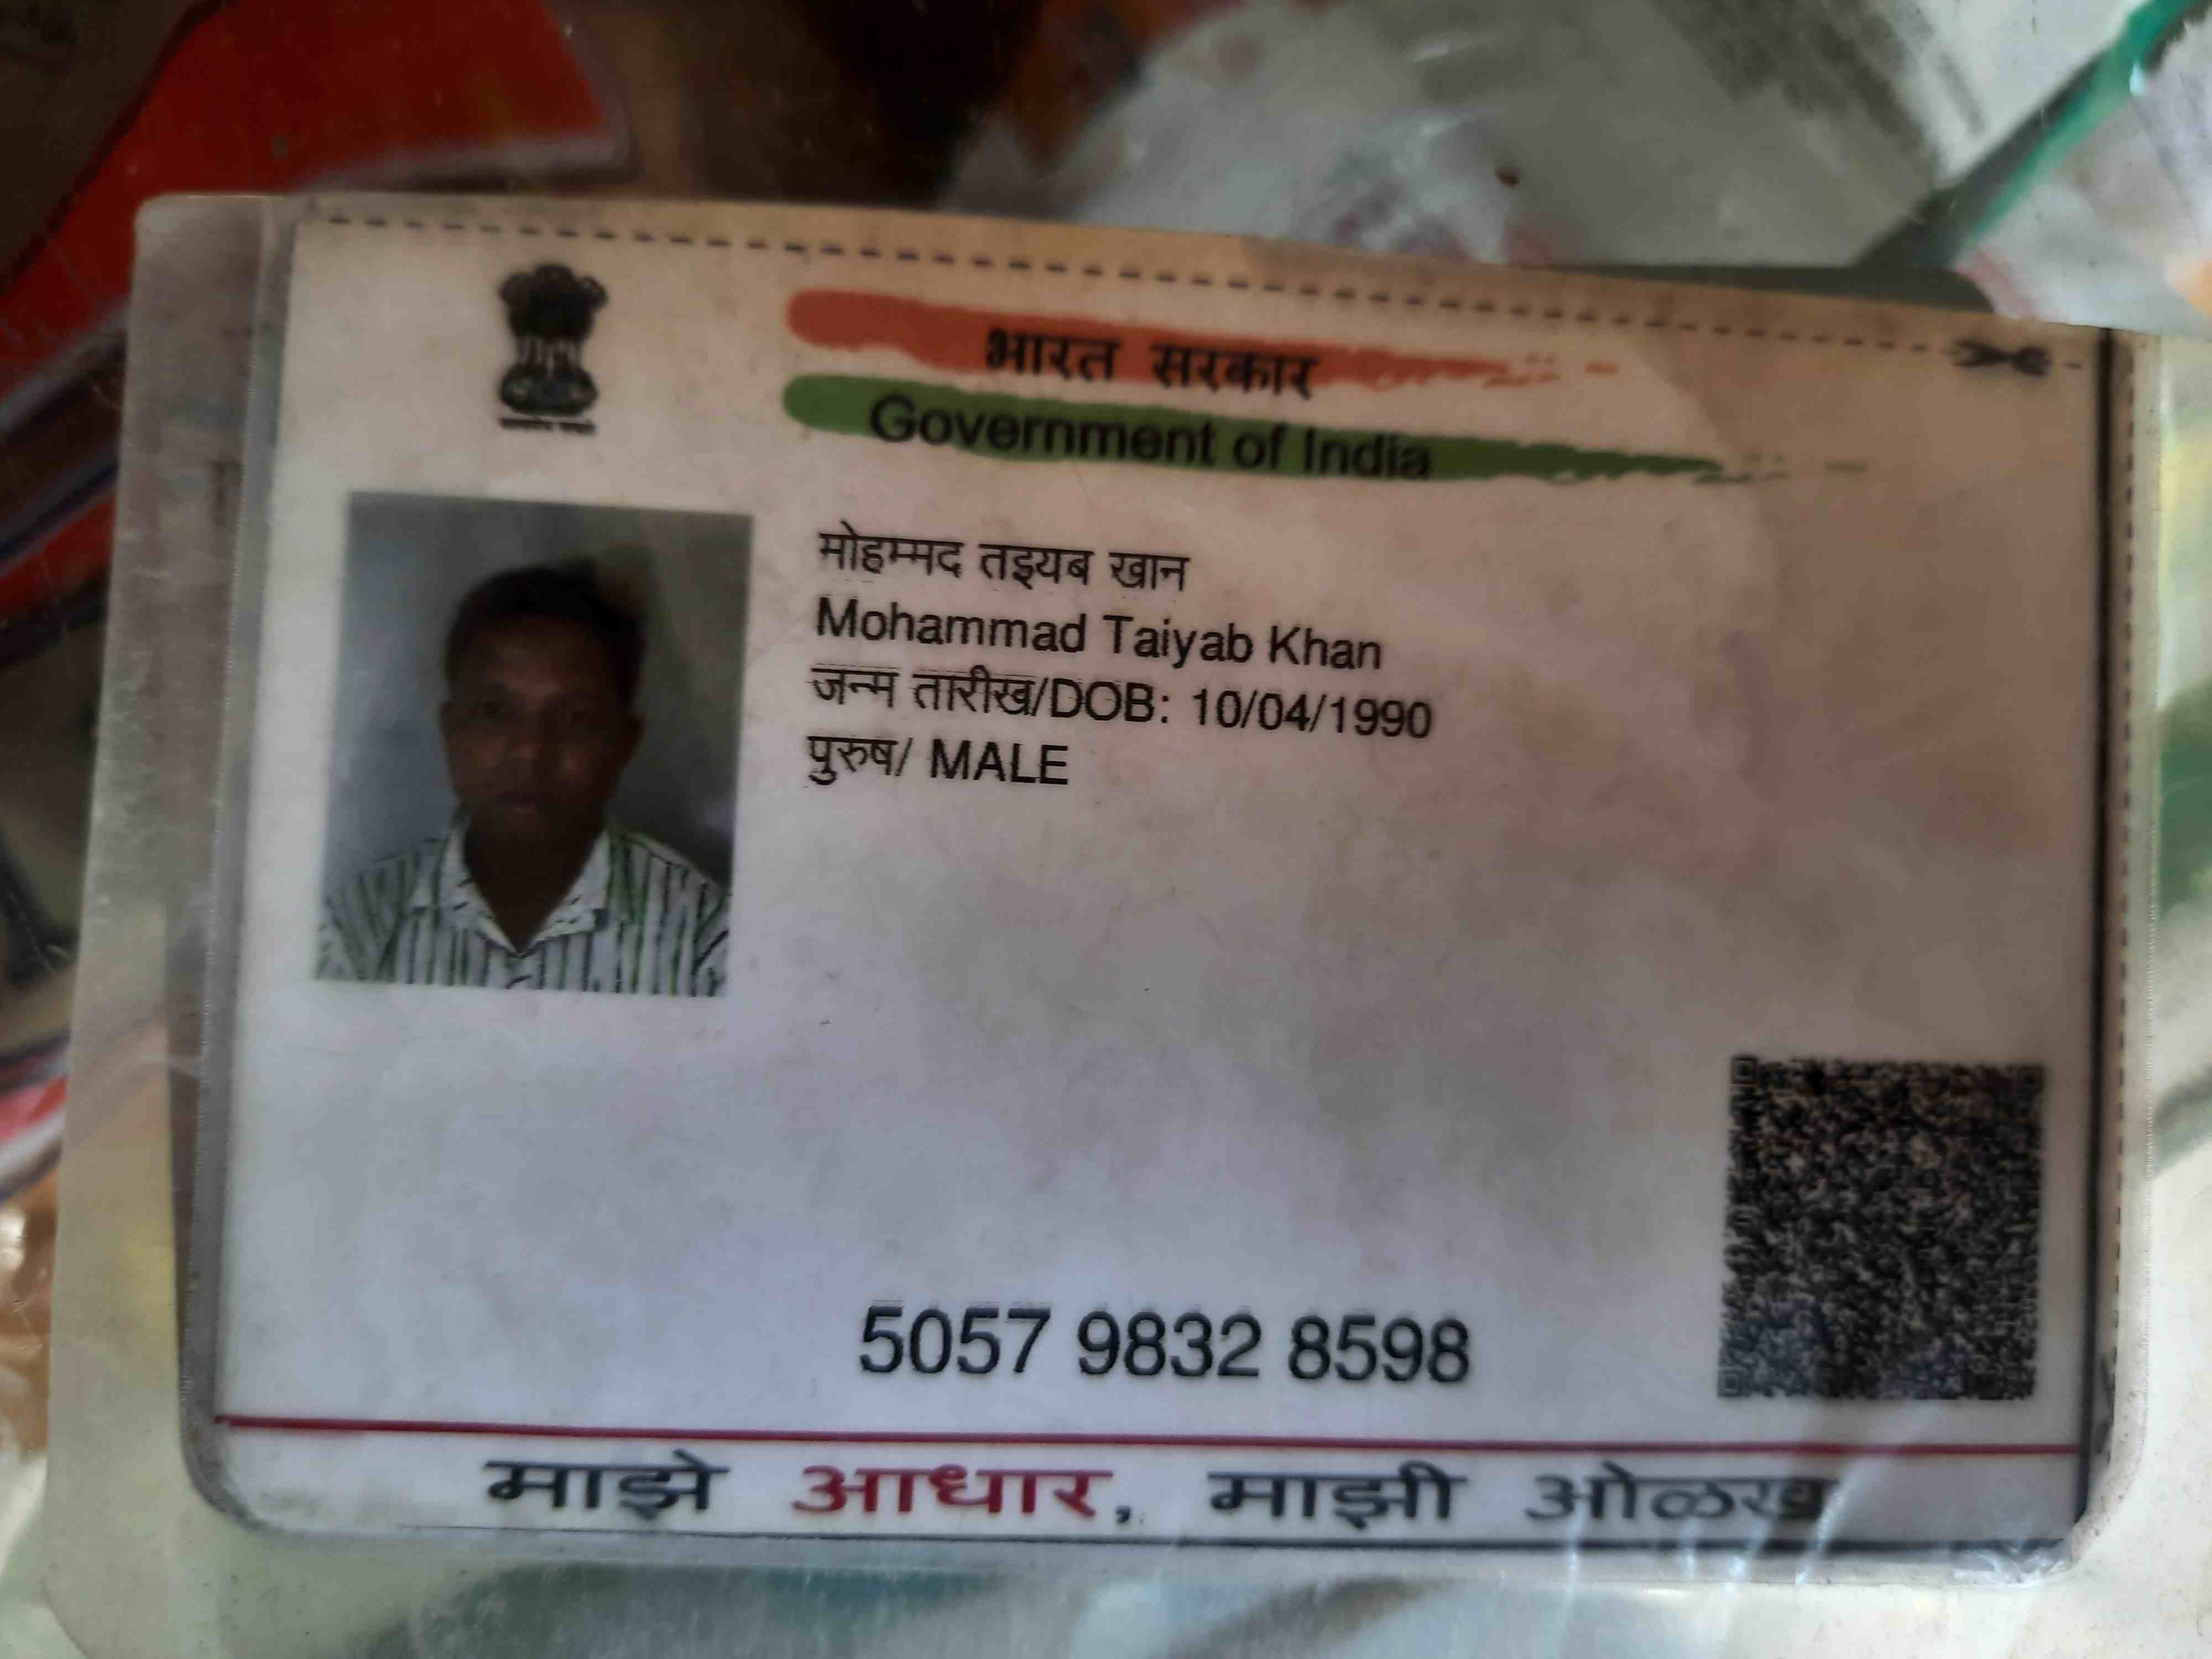 भारत सरकार
Government of India
मोहम्मद तइयब खान
Mohammad Taiyab Khan
जन्म तारीख/DOB: 10/04/1990
पुरुष/ MALE
5057 9832 8598
माझे आधार, माझी ओळख